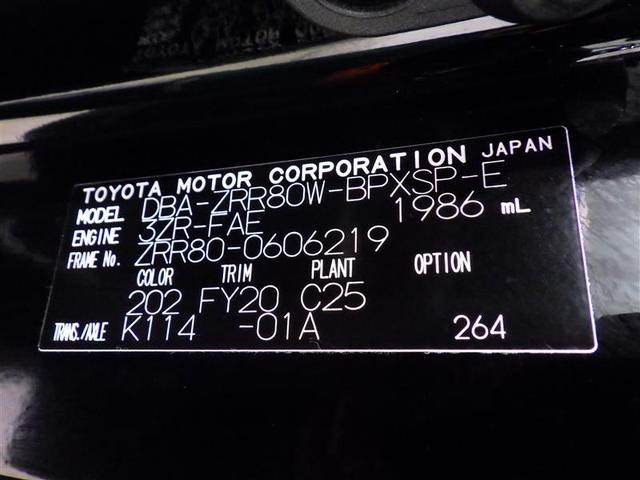 TOYOTA MOTOR CORPORATION JAPAN
MODEL DBA-ZRR80W-BPXSP-E
ENGINE 3ZR-FAE 1986 mL
FRAME No. ZRR80-0606219
COLOR TRIM PLANT OPTION
202 FY20 C25
TRANS./AXLE K114 -01A 264